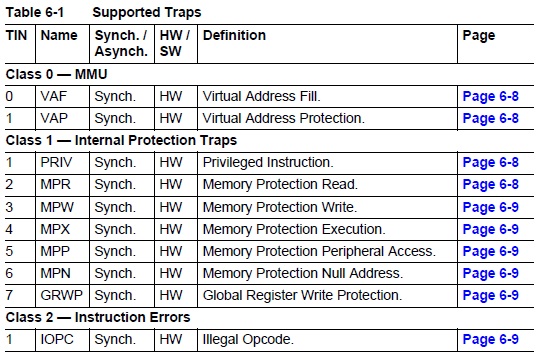 Table 6-1 Supported Traps
TIN Name Synch. / Asynch. HW / SW Definition Page
Class 0 — MMU
0 VAF Synch. HW Virtual Address Fill. Page 6-8
1 VAP Synch. HW Virtual Address Protection. Page 6-8
Class 1 — Internal Protection Traps
1 PRIV Synch. HW Privileged Instruction. Page 6-8
2 MPR Synch. HW Memory Protection Read. Page 6-8
3 MPW Synch. HW Memory Protection Write. Page 6-9
4 MPX Synch. HW Memory Protection Execution. Page 6-9
5 MPP Synch. HW Memory Protection Peripheral Access. Page 6-9
6 MPN Synch. HW Memory Protection Null Address. Page 6-9
7 GRWP Synch. HW Global Register Write Protection. Page 6-9
Class 2 — Instruction Errors
1 IOPC Synch. HW Illegal Opcode. Page 6-9